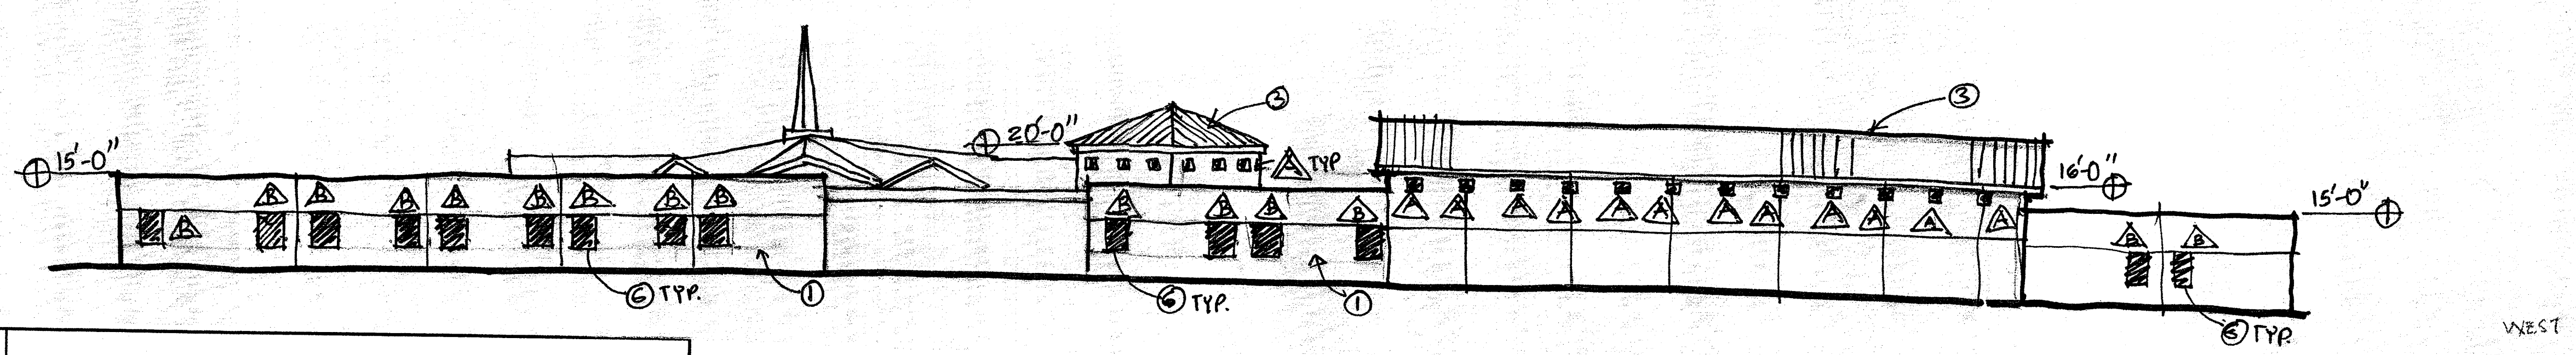 3
3
20'-0"
15'-0"
A TYP
16'-0"
15'-0"
B B B B B B B B
B B B B
A A A A A A A A A A A A
B
B B
6 TYP.
1
6 TYP.
1
TYP.
WEST